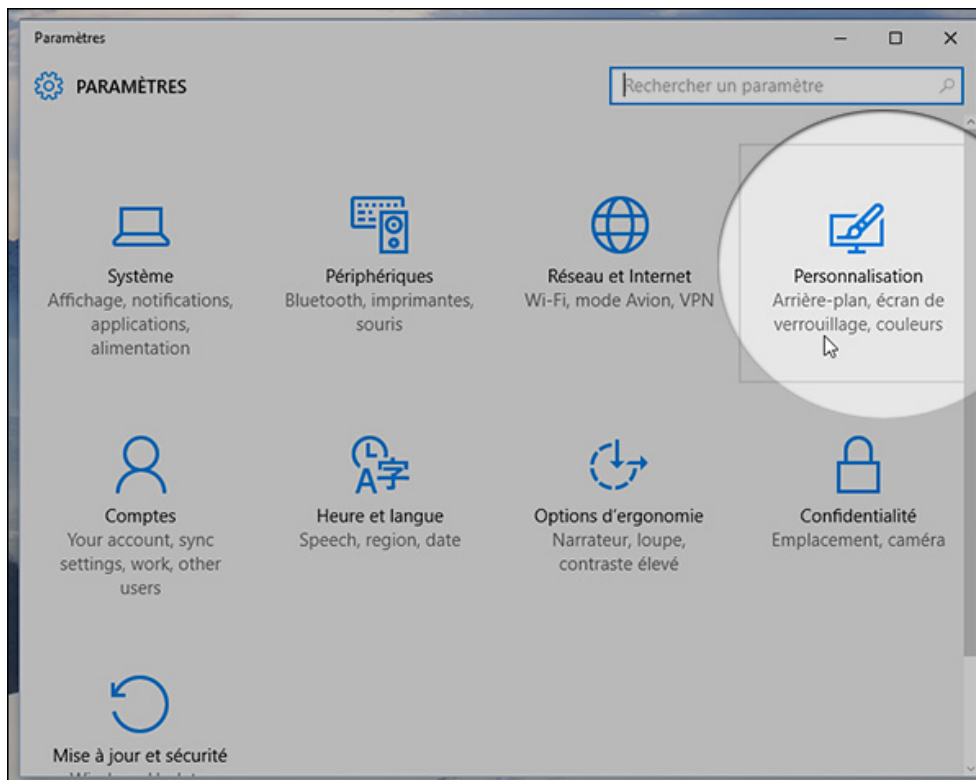 Paramètres
PARAMÈTRES
Rechercher un paramètre
Système
Affichage, notifications,
applications,
alimentation
Périphériques
Bluetooth, imprimantes,
souris
Réseau et Internet
Wi-Fi, mode Avion, VPN
Personnalisation
Arrière-plan, écran de
verrouillage, couleurs
Comptes
Your account, sync
settings, work, other
users
Heure et langue
Speech, region, date
Options d'ergonomie
Narrateur, loupe,
contraste élevé
Confidentialité
Emplacement, caméra
Mise à jour et sécurité